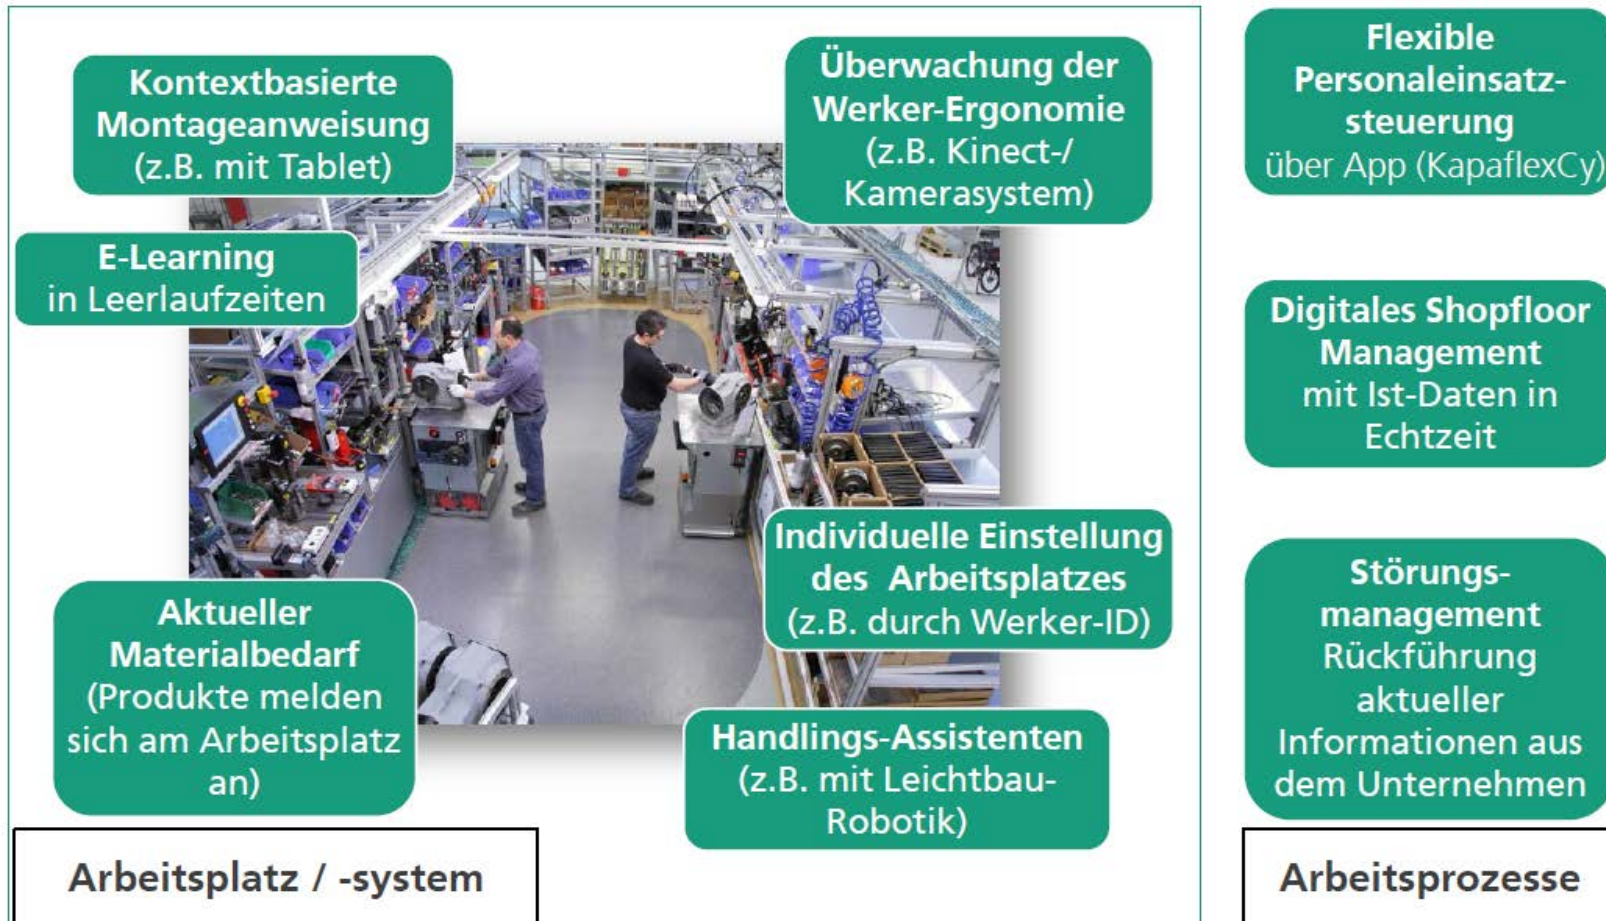 Kontextbasierte
Montageanweisung
(z.B. mit Tablet)
Überwachung der
Werker-Ergonomie
(z.B. Kinect-/
Kamerasystem)
E-Learning
in Leerlaufzeiten
Individuelle Einstellung
des Arbeitsplatzes
(z.B. durch Werker-ID)
Aktueller
Materialbedarf
(Produkte melden
sich am Arbeitsplatz
an)
Handlings-Assistenten
(z.B. mit Leichtbau-
Robotik)
Arbeitsplatz / -system
Flexible
Personaleinsatz-
steuerung
über App (KapaflexCy)
Digitales Shopfloor
Management
mit Ist-Daten in
Echtzeit
Störungs-
management
Rückführung
aktueller
Informationen aus
dem Unternehmen
Arbeitsprozesse